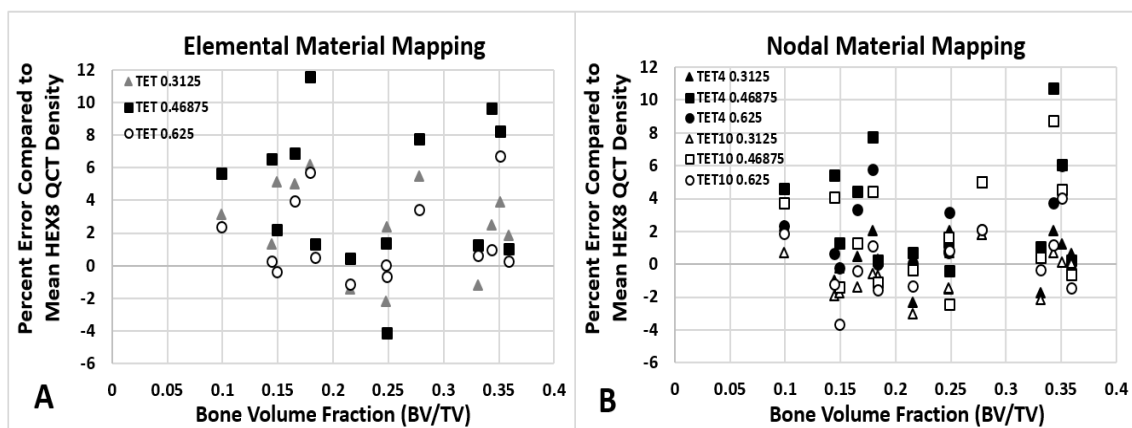 Elemental Material Mapping
Percent Error Compared to
Mean HEX8 QCT Density
12
10
8
6
4
2
0
-2
-4
-6
TET 0.3125
TET 0.46875
TET 0.625
0
0.05
0.1
0.15
0.2
0.25
0.3
0.35
0.4
A
Bone Volume Fraction (BV/TV)
Nodal Material Mapping
Percent Error Compared to
Mean HEX8 QCT Density
12
10
8
6
4
2
0
-2
-4
-6
TET4 0.3125
TET4 0.46875
TET4 0.625
TET10 0.3125
TET10 0.46875
TET10 0.625
0
0.05
0.1
0.15
0.2
0.25
0.3
0.35
0.4
B
Bone Volume Fraction (BV/TV)